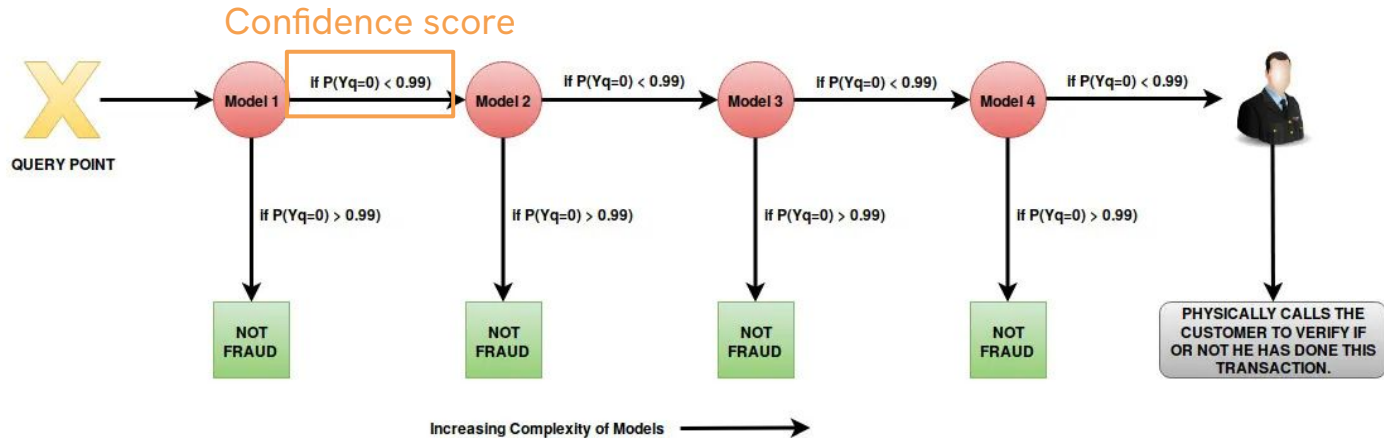 Confidence score
if P(Yq=0) < 0.99)
if P(Yq=0) < 0.99)
if P(Yq=0) < 0.99)
if P(Yq=0) < 0.99)
Model 1
Model 2
Model 3
Model 4
QUERY POINT
if P(Yq=0) > 0.99)
if P(Yq=0) > 0.99)
if P(Yq=0) > 0.99)
if P(Yq=0) > 0.99)
NOT
FRAUD
NOT
FRAUD
NOT
FRAUD
NOT
FRAUD
PHYSICALLY CALLS THE
CUSTOMER TO VERIFY IF
OR NOT HE HAS DONE THIS
TRANSACTION.
Increasing Complexity of Models